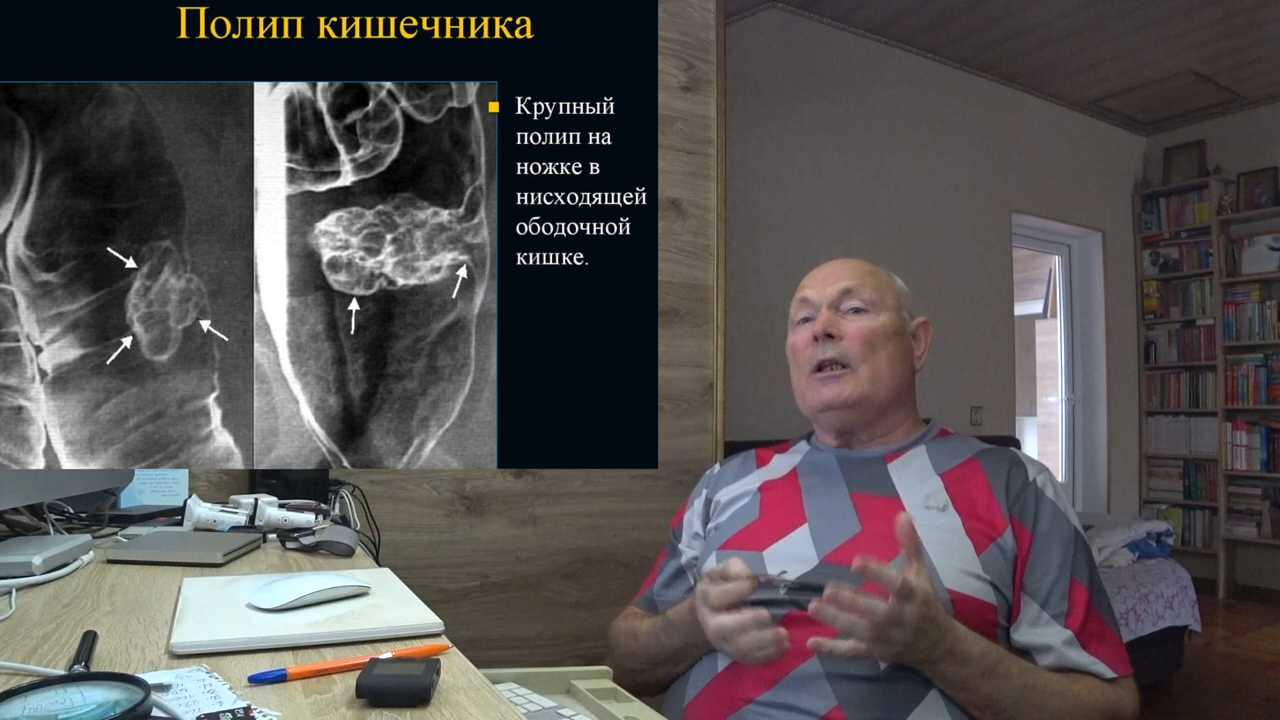 Полип кишечника
Крупный
полип на
ножке в
нисходящей
ободочной
кишке.